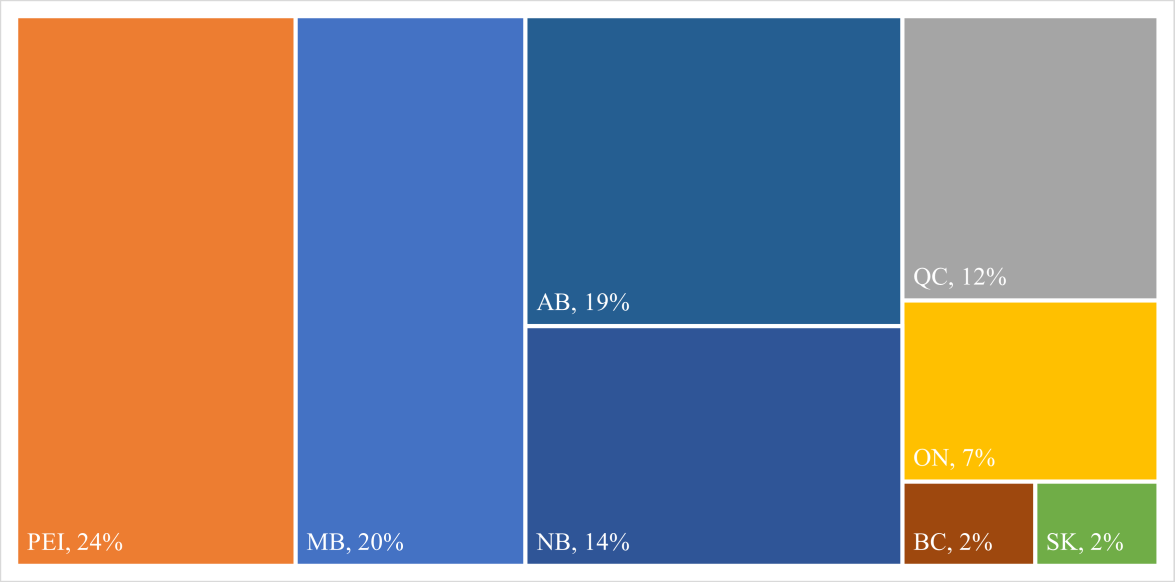 PEI, 24%
MB, 20%
AB, 19%
NB, 14%
QC, 12%
ON, 7%
BC, 2%
SK, 2%